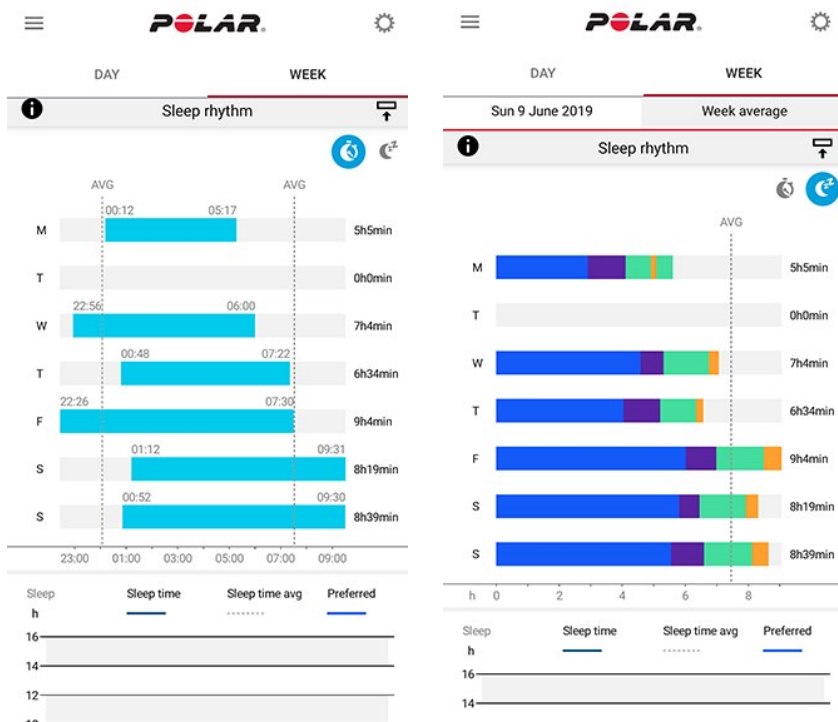 POLAR.
DAY WEEK
Sleep rhythm
AVG AVG
00:12 05:17
M 5h5min
T 0h0min
22:56 06:00
W 7h4min
00:48 07:22
T 6h34min
22:26 07:30
F 9h4min
01:12 09:31
S 8h19min
00:52 09:30
S 8h39min
23:00 01:00 03:00 05:00 07:00 09:00
Sleep Sleep time Sleep time avg Preferred
h
16
14
12
POLAR.
DAY WEEK
Sun 9 June 2019 Week average
Sleep rhythm
AVG
M 5h5min
T 0h0min
W 7h4min
T 6h34min
F 9h4min
S 8h19min
S 8h39min
h 0 2 4 6 8
Sleep Sleep time Sleep time avg Preferred
h
16
14